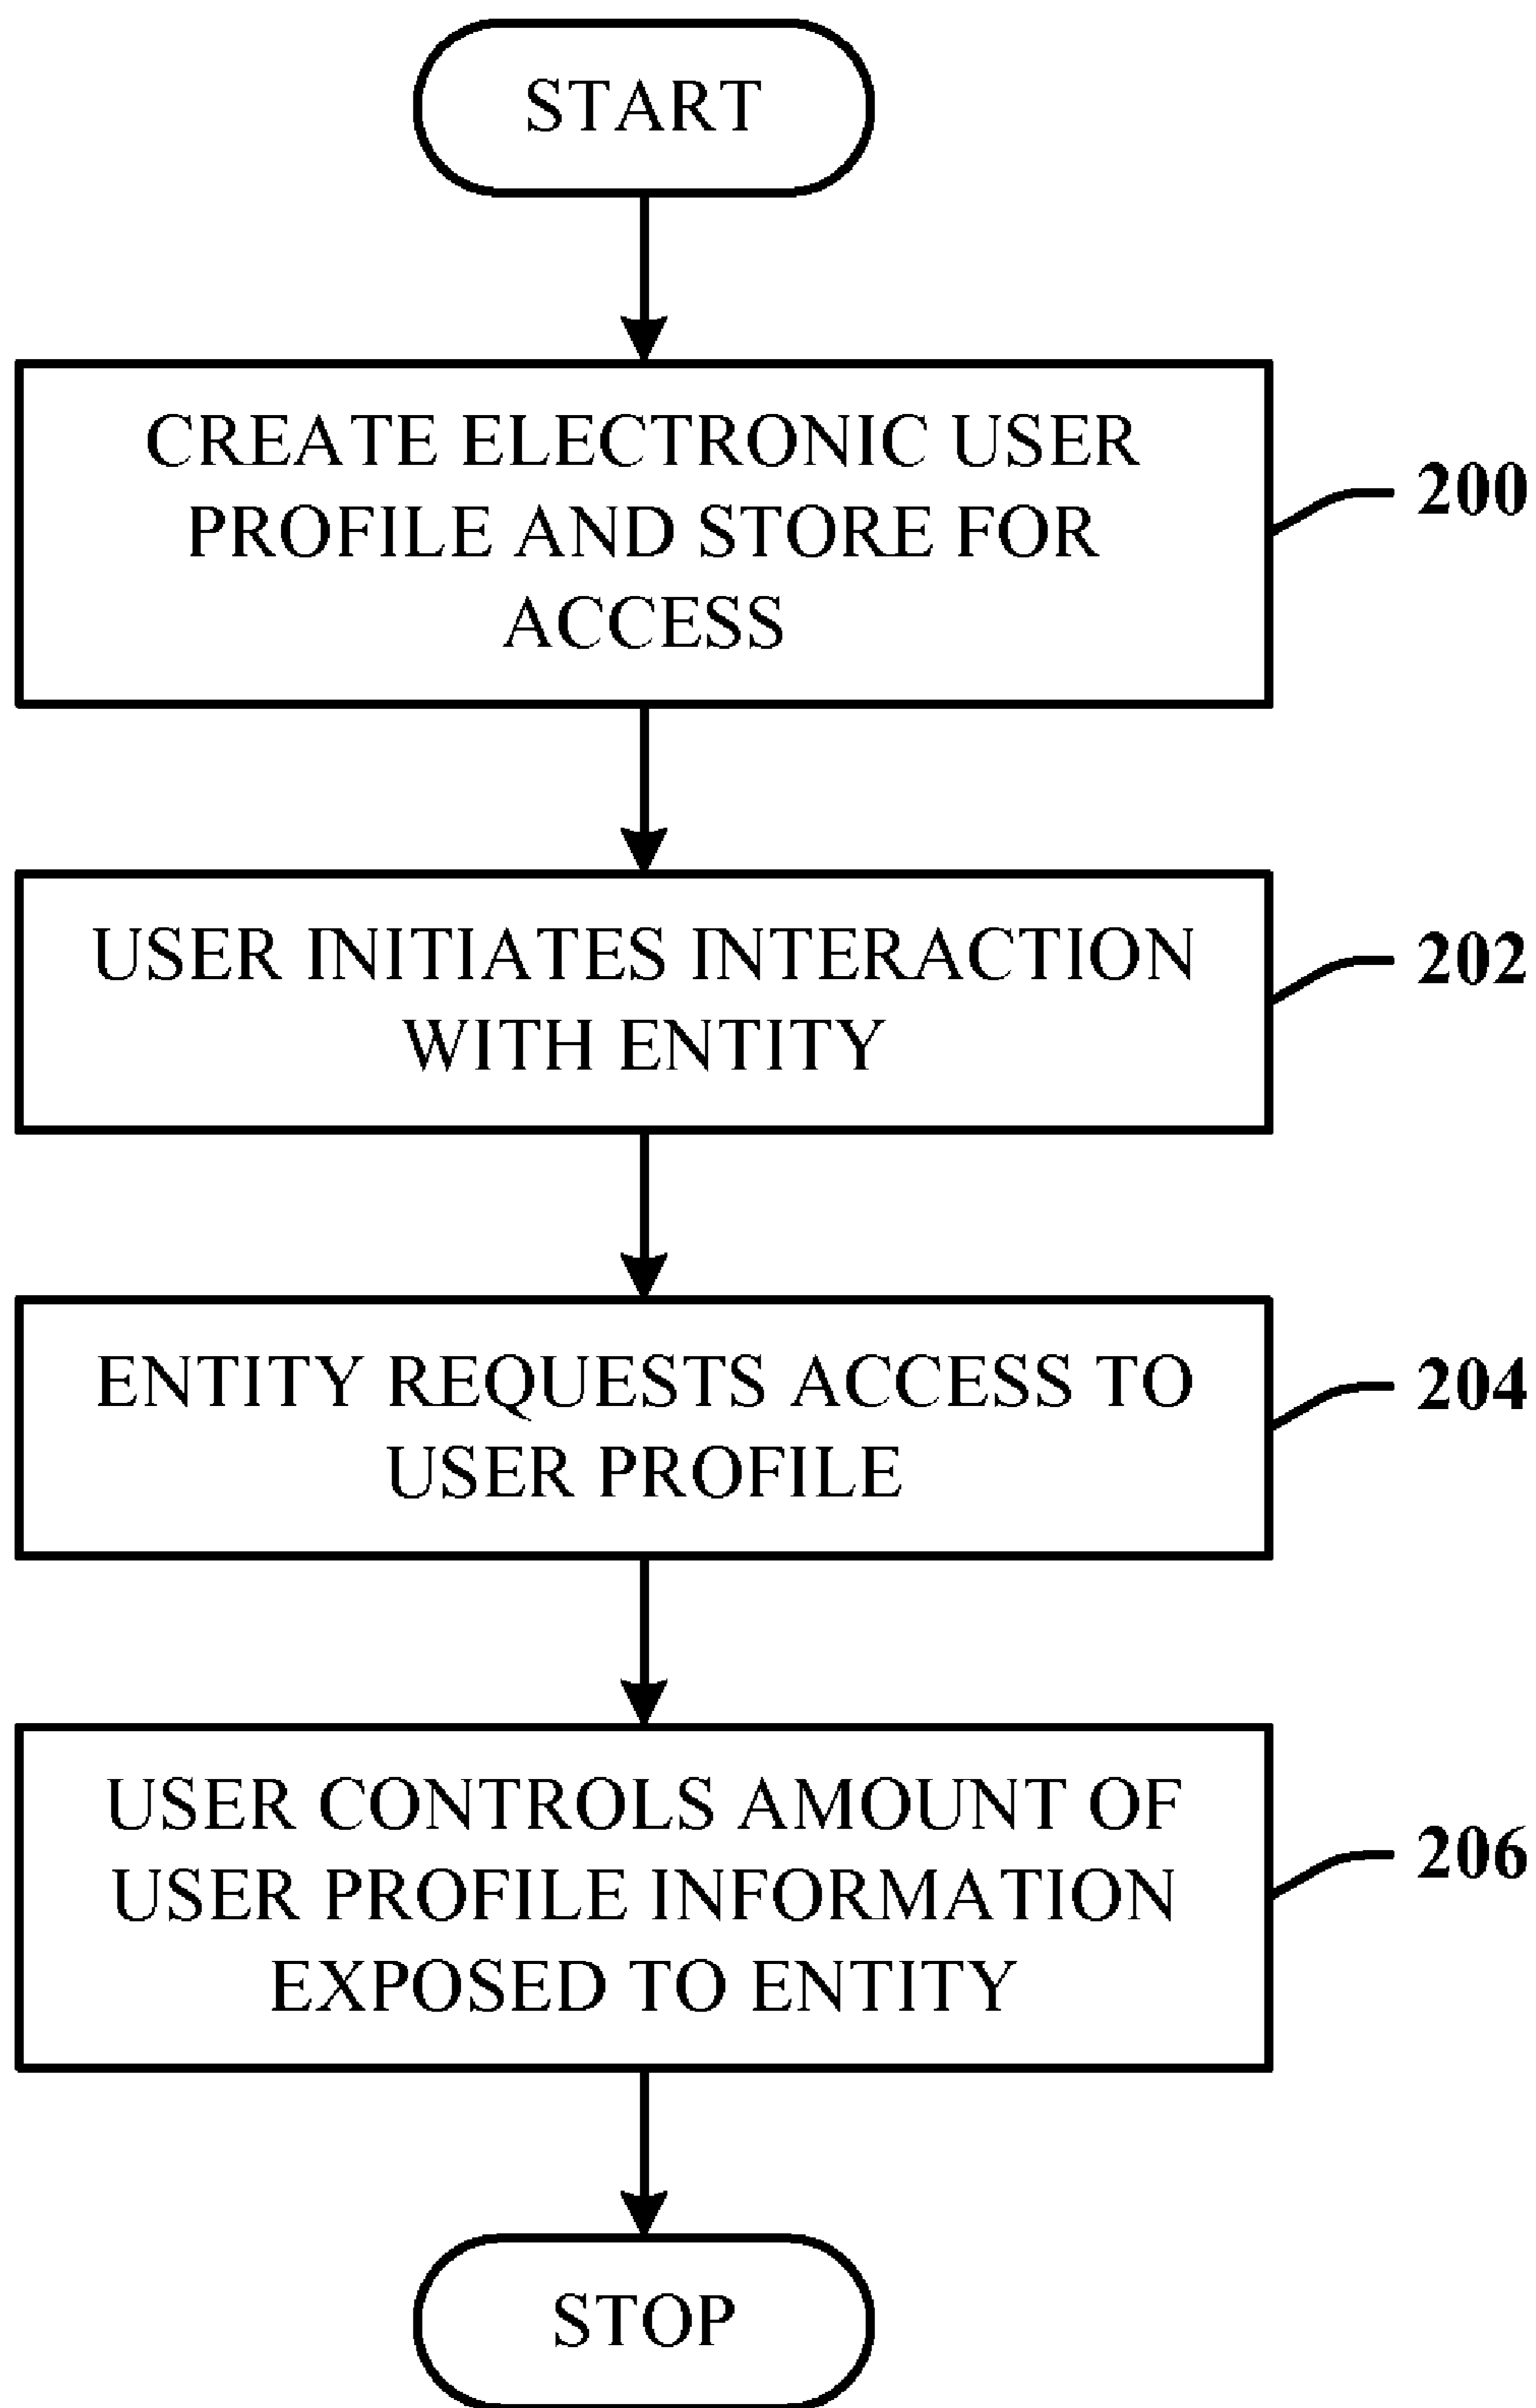 START
CREATE ELECTRONIC USER
PROFILE AND STORE FOR
ACCESS
200
USER INITIATES INTERACTION
WITH ENTITY
202
ENTITY REQUESTS ACCESS TO
USER PROFILE
204
USER CONTROLS AMOUNT OF
USER PROFILE INFORMATION
EXPOSED TO ENTITY
206
STOP